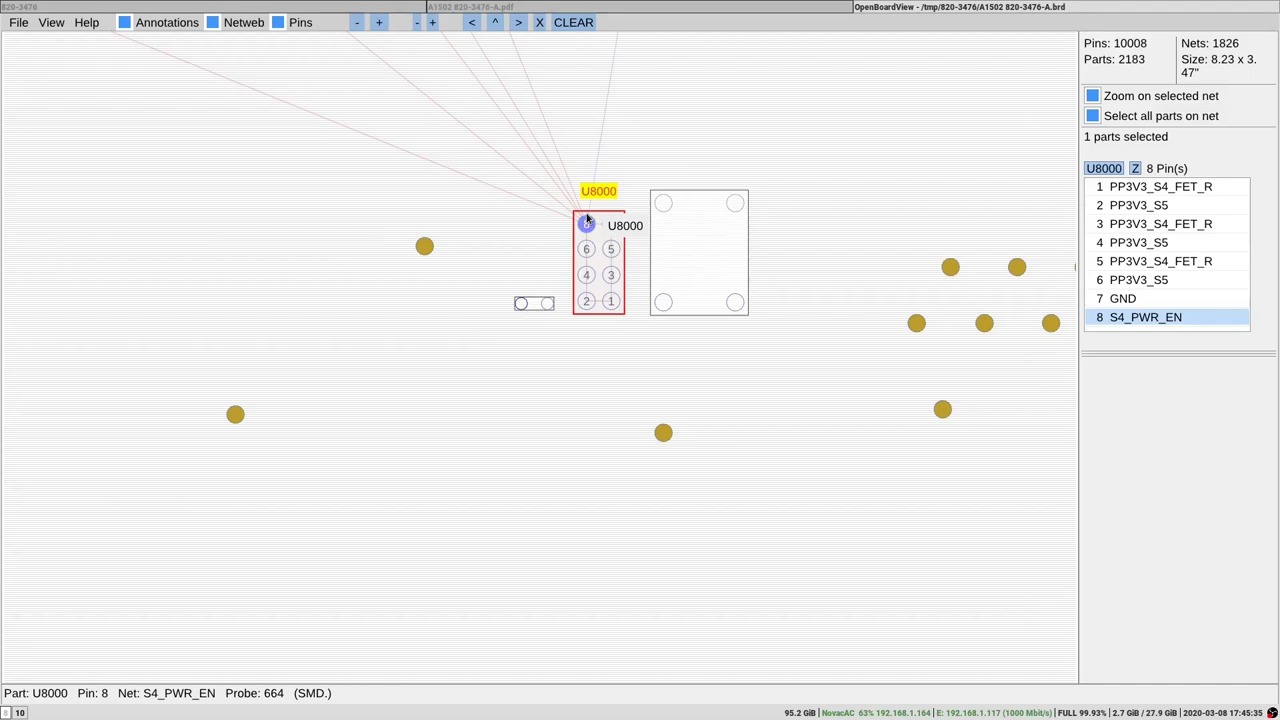 820-3476
A1502 820-3476-A.pdf
OpenBoardView - /tmp/820-3476/A1502 820-3476-A.brd
File View Help Annotations Netweb Pins - + - + < ^ > X CLEAR
Pins: 10008
Parts: 2183
Nets: 1826
Size: 8.23 x 3.
47"
Zoom on selected net
Select all parts on net
1 parts selected
U8000 Z 8 Pin(s)
1 PP3V3_S4_FET_R
2 PP3V3_S5
3 PP3V3_S4_FET_R
4 PP3V3_S5
5 PP3V3_S4_FET_R
6 PP3V3_S5
7 GND
8 S4_PWR_EN
U8000
U8000
6 5
4 3
2 1
Part: U8000 Pin: 8 Net: S4_PWR_EN Probe: 664 (SMD.)
8 10
95.2 GiB | NovacAC 63% 192.168.1.164 | E: 192.168.1.117 (1000 Mbit/s) | FULL 99.93% | 2.7 GiB / 27.9 GiB | 2020-03-08 17:45:35